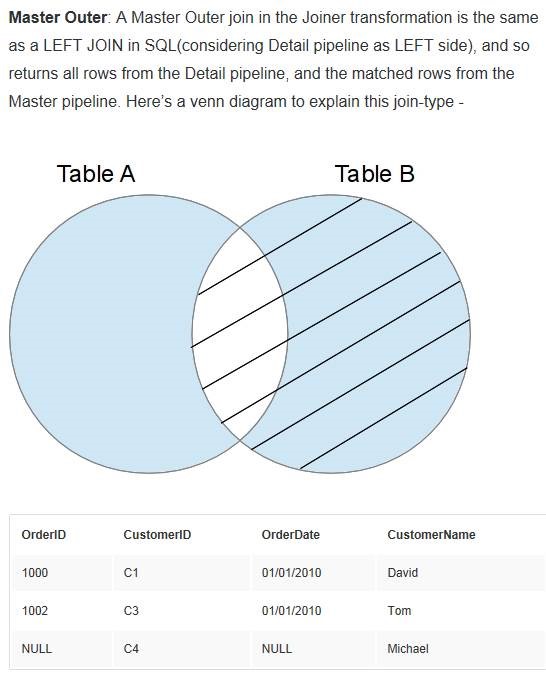 Master Outer: A Master Outer join in the Joiner transformation is the same
as a LEFT JOIN in SQL(considering Detail pipeline as LEFT side), and so
returns all rows from the Detail pipeline, and the matched rows from the
Master pipeline. Here’s a venn diagram to explain this join-type -
Table A Table B
OrderID CustomerID OrderDate CustomerName
1000 C1 01/01/2010 David
1002 C3 01/01/2010 Tom
NULL C4 NULL Michael